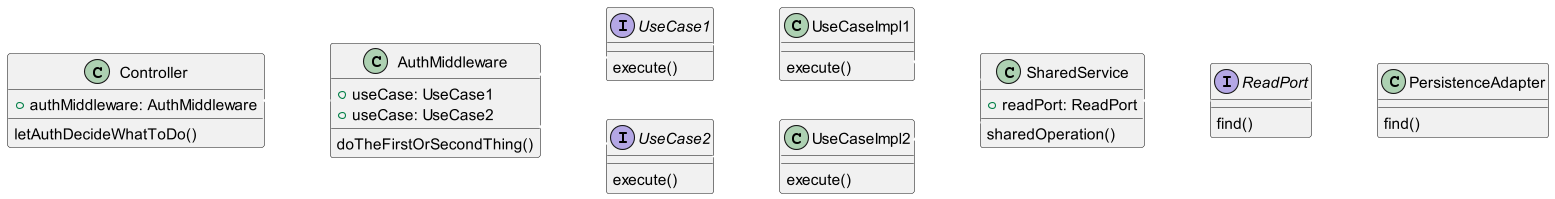 C Controller
authMiddleware: AuthMiddleware
letAuthDecideWhatToDo()
C AuthMiddleware
useCase: UseCase1
useCase: UseCase2
doTheFirstOrSecondThing()
I UseCase1
execute()
I UseCase2
execute()
C UseCaseImpl1
execute()
C UseCaseImpl2
execute()
C SharedService
readPort: ReadPort
sharedOperation()
I ReadPort
find()
C PersistenceAdapter
find()